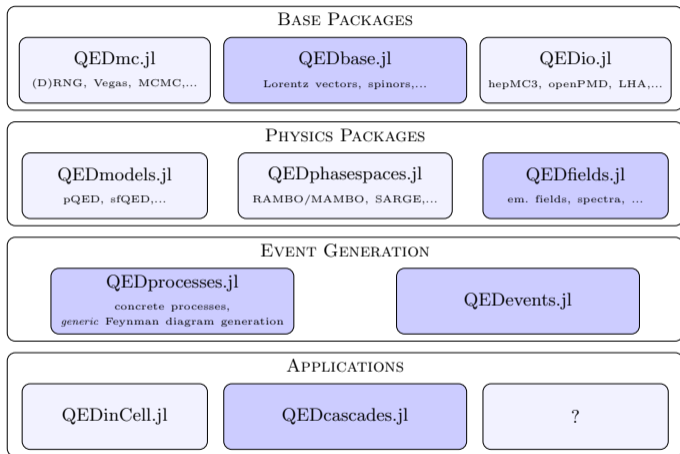 BASE PACKAGES
QEDmc.jl
(D)RNG, Vegas, MCMC,...
QEDbase.jl
Lorentz vectors, spinors,...
QEDio.jl
hepMC3, openPMD, LHA,...
PHYSICS PACKAGES
QEDmodels.jl
pQED, sfQED,...
QEDphasespaces.jl
RAMBO/MAMBO, SARGE,...
QEDfields.jl
em. fields, spectra, ...
EVENT GENERATION
QEDprocesses.jl
concrete processes,
generic Feynman diagram generation
QEDevents.jl
APPLICATIONS
QEDinCell.jl
QEDcascades.jl
?